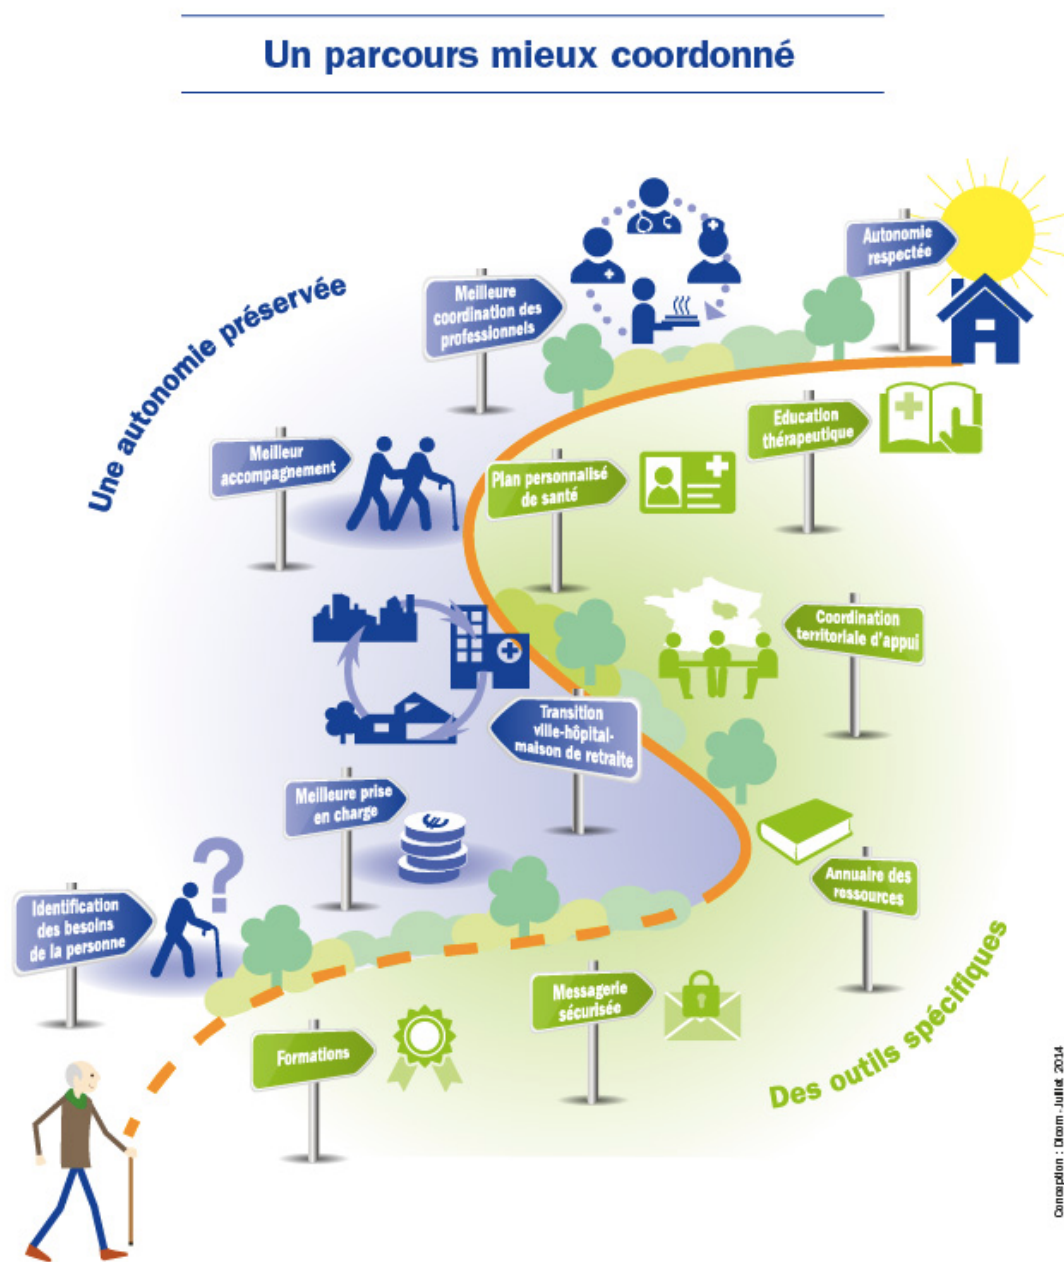 Un parcours mieux coordonné
Une autonomie préservée
Autonomie
respectée
Meilleure
coordination des
professionnels
Education
thérapeutique
Meilleur
accompagnement
Plan personnalisé
de santé
Coordination
territoriale d'appui
Transition
ville-hôpital-
maison de retraite
Meilleure prise
en charge
Annuaire des
ressources
Identification
des besoins
de la personne
Messagerie
sécurisée
Formations
Des outils spécifiques
Conception : Dicom - Juillet 2014